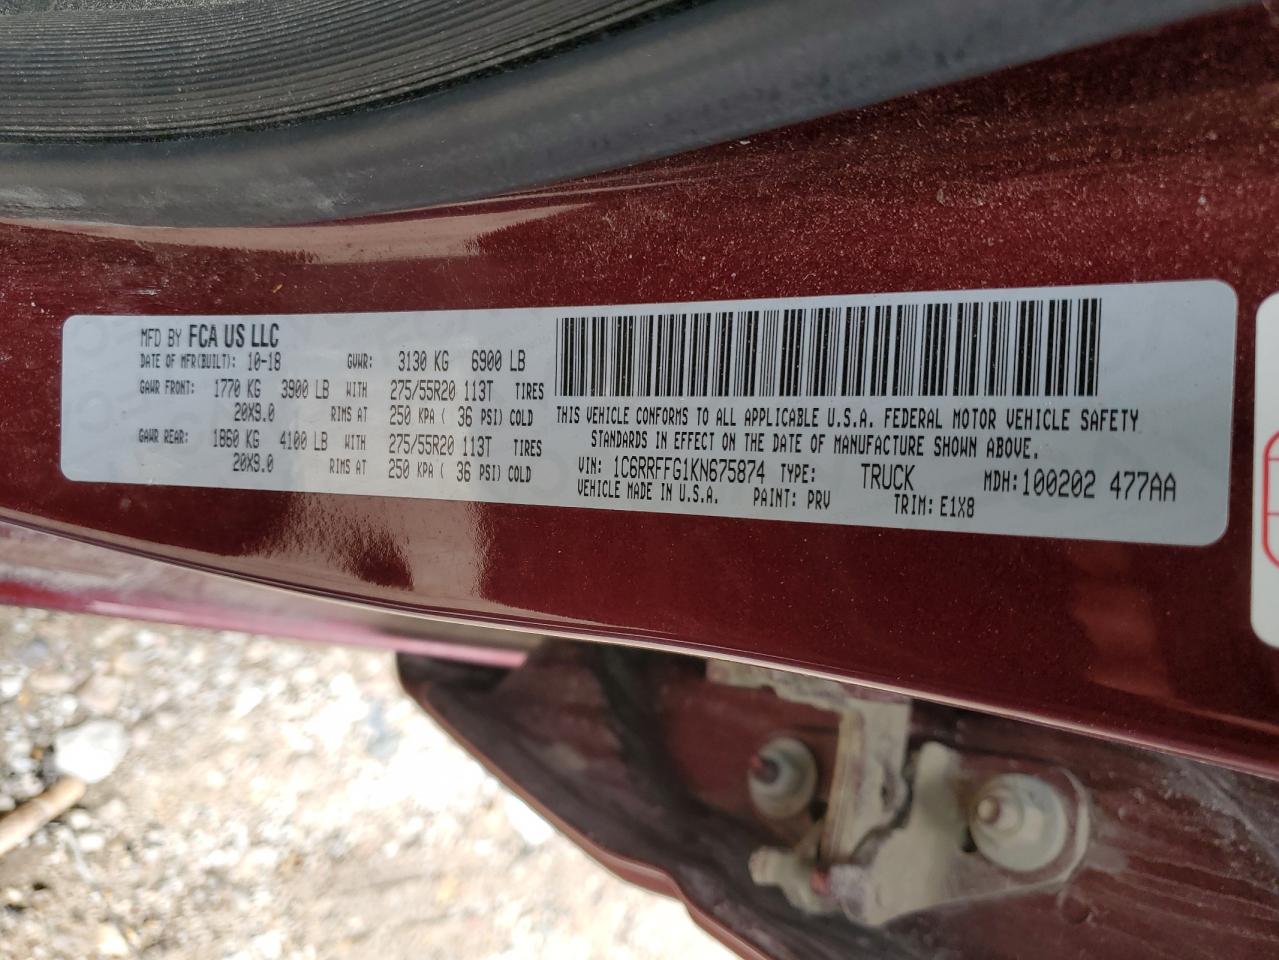 MFD BY FCA US LLC
DATE OF MFR(BUILT): 10-18 GVWR: 3130 KG 6900 LB
GAWR FRONT: 1770 KG 3900 LB WITH 275/55R20 113T TIRES
20X9.0 RIMS AT 250 KPA ( 36 PSI) COLD
GAWR REAR: 1860 KG 4100 LB WITH 275/55R20 113T TIRES
20X9.0 RIMS AT 250 KPA ( 36 PSI) COLD
THIS VEHICLE CONFORMS TO ALL APPLICABLE U.S.A. FEDERAL MOTOR VEHICLE SAFETY
STANDARDS IN EFFECT ON THE DATE OF MANUFACTURE SHOWN ABOVE.
VIN: 1C6RRFFG1KN675874 TYPE: TRUCK MDH: 100202 477AA
VEHICLE MADE IN U.S.A. PAINT: PRV TRIM: E1X8